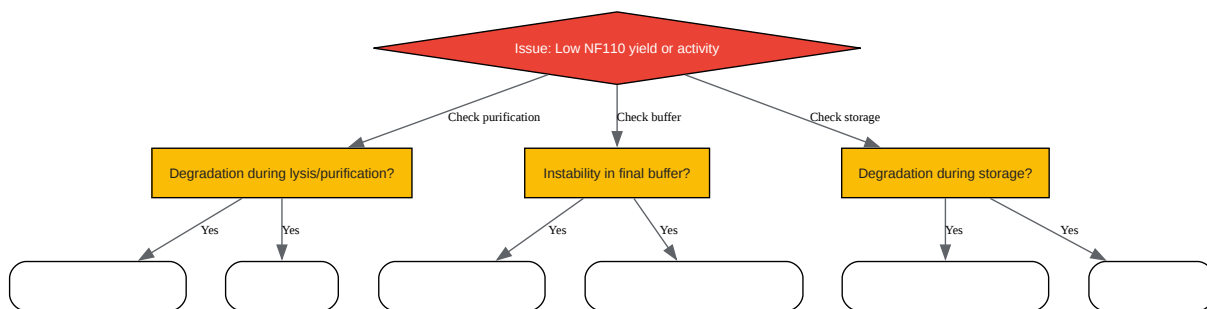 Issue: Low NF110 yield or activity
Check purification
Check buffer
Check storage
Degradation during lysis/purification?
Instability in final buffer?
Degradation during storage?
Yes
Yes
Yes
Yes
Yes
Yes